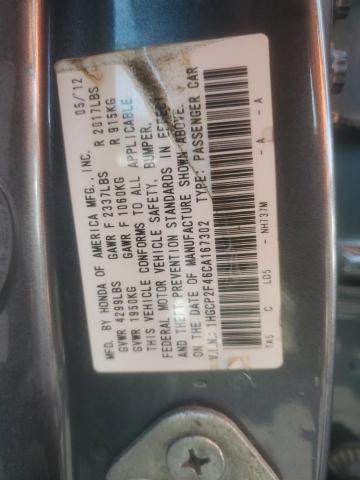 MFD. BY HONDA OF AMERICA MFG., INC. 05/12
GVWR 4299LBS GAWR F 2337LBS R 2017LBS
GVWR 1950KG GAWR F 1060KG R 915KG
THIS VEHICLE CONFORMS TO ALL APPLICABLE
FEDERAL MOTOR VEHICLE SAFETY, BUMPER,
AND THEFT PREVENTION STANDARDS IN EFFECT
ON THE DATE OF MANUFACTURE SHOWN ABOVE.
V.I.N.: 1HGCP2F46CA167302 TYPE: PASSENGER CAR
TA5 C LD5 - NH737M - A - A